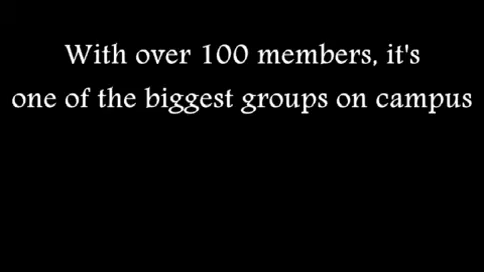 With over 100 members, it's
one of the biggest groups on campus